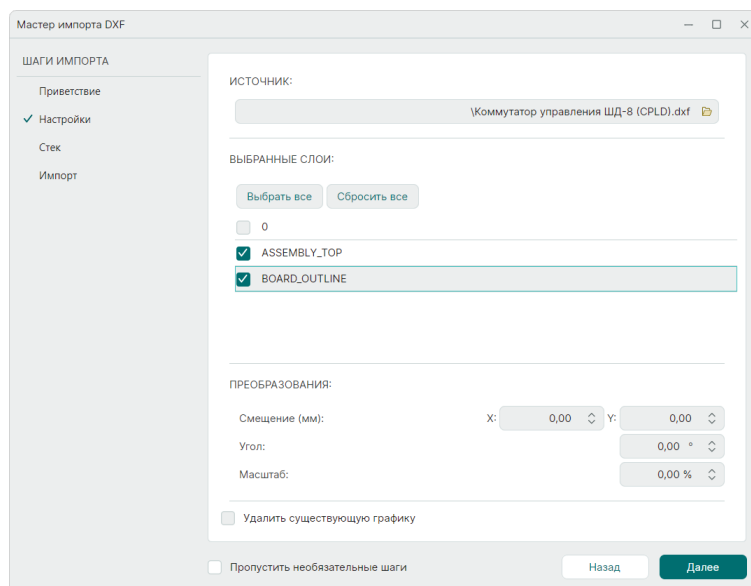 Мастер импорта DXF
ШАГИ ИМПОРТА
Приветствие
Настройки
Стек
Импорт
ИСТОЧНИК:
\Коммутатор управления ШД-8 (CPLD).dxf
ВЫБРАННЫЕ СЛОИ:
Выбрать все Сбросить все
0
ASSEMBLY_TOP
BOARD_OUTLINE
ПРЕОБРАЗОВАНИЯ:
Смещение (мм): X: 0,00 Y: 0,00
Угол: 0,00 °
Масштаб: 0,00 %
Удалить существующую графику
Пропустить необязательные шаги Назад Далее